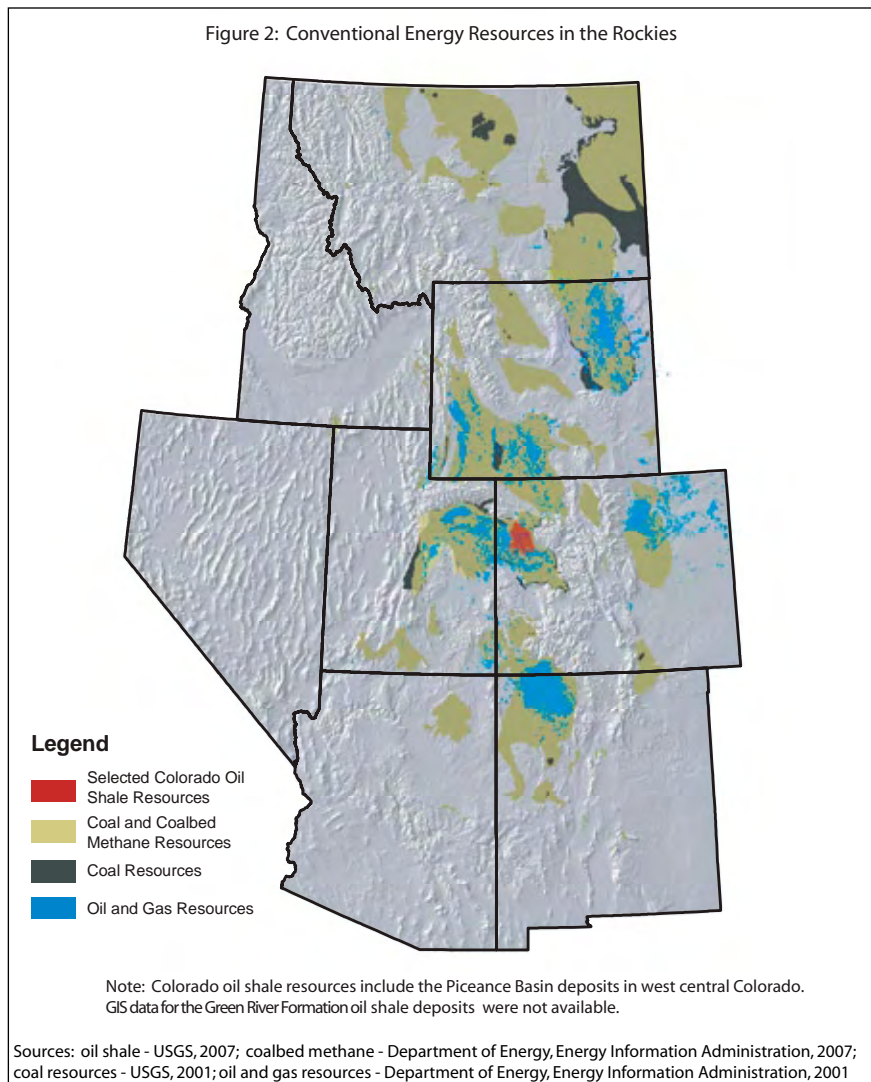 Figure 2: Conventional Energy Resources in the Rockies
Legend
Selected Colorado Oil
Shale Resources
Coal and Coalbed
Methane Resources
Coal Resources
Oil and Gas Resources
Note: Colorado oil shale resources include the Piceance Basin deposits in west central Colorado.
GIS data for the Green River Formation oil shale deposits were not available.
Sources: oil shale - USGS, 2007; coalbed methane - Department of Energy, Energy Information Administration, 2007;
coal resources - USGS, 2001; oil and gas resources - Department of Energy, Energy Information Administration, 2001